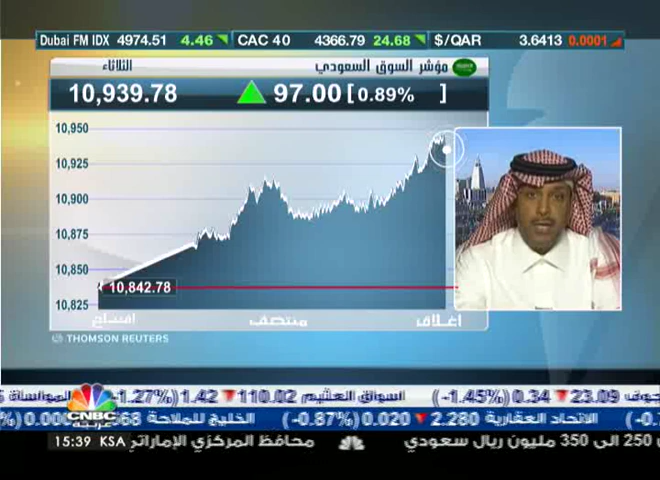 Dubai FM IDX 4974.51 4.46 CAC 40 4366.79 24.68 $/QAR 3.6413 0.0001
مؤشر السوق السعودي الثلاثاء
10,939.78 97.00 [ 0.89% ]
10,950
10,925
10,900
10,875
10,850
10,842.78
10,825
افتتاح منتصف اغلاق
THOMSON REUTERS
23.09 0.34 (-1.45%) اسواق العثيم 110.02 1.42 (-1.27%) المواساة
الاتحاد العقارية 2.280 0.020 (-0.87%) الخليج للملاحة
CNBC
عربية
250 الى 350 مليون ريال سعودي محافظ المركزي الإماراتي
15:39 KSA